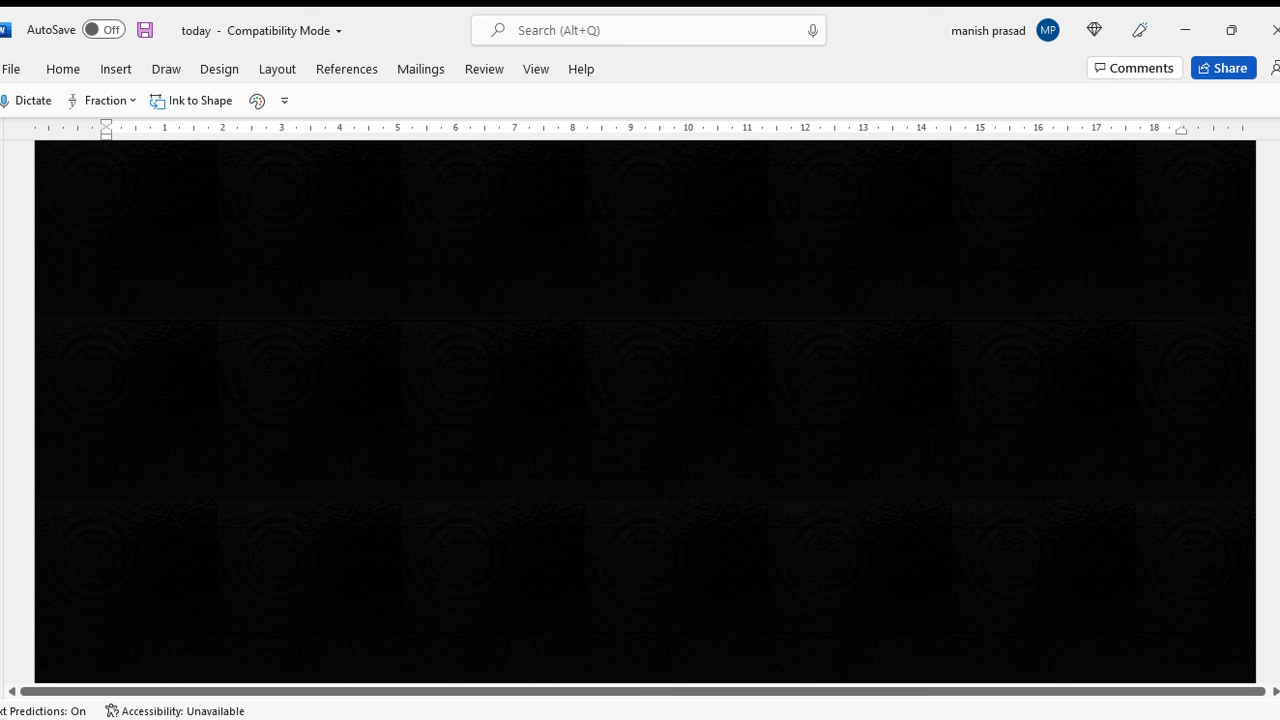 AutoSave Off today - Compatibility Mode Search (Alt+Q) manish prasad MP
File Home Insert Draw Design Layout References Mailings Review View Help Comments Share
Dictate Fraction Ink to Shape
1 2 3 4 5 6 7 8 9 10 11 12 13 14 15 16 17 18
xt Predictions: On Accessibility: Unavailable